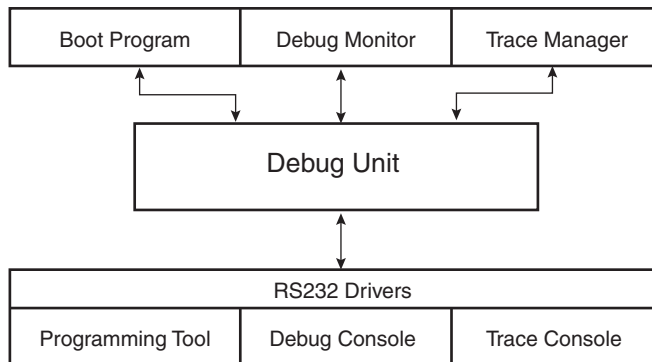 Boot Program
Debug Monitor
Trace Manager
Debug Unit
RS232 Drivers
Programming Tool
Debug Console
Trace Console